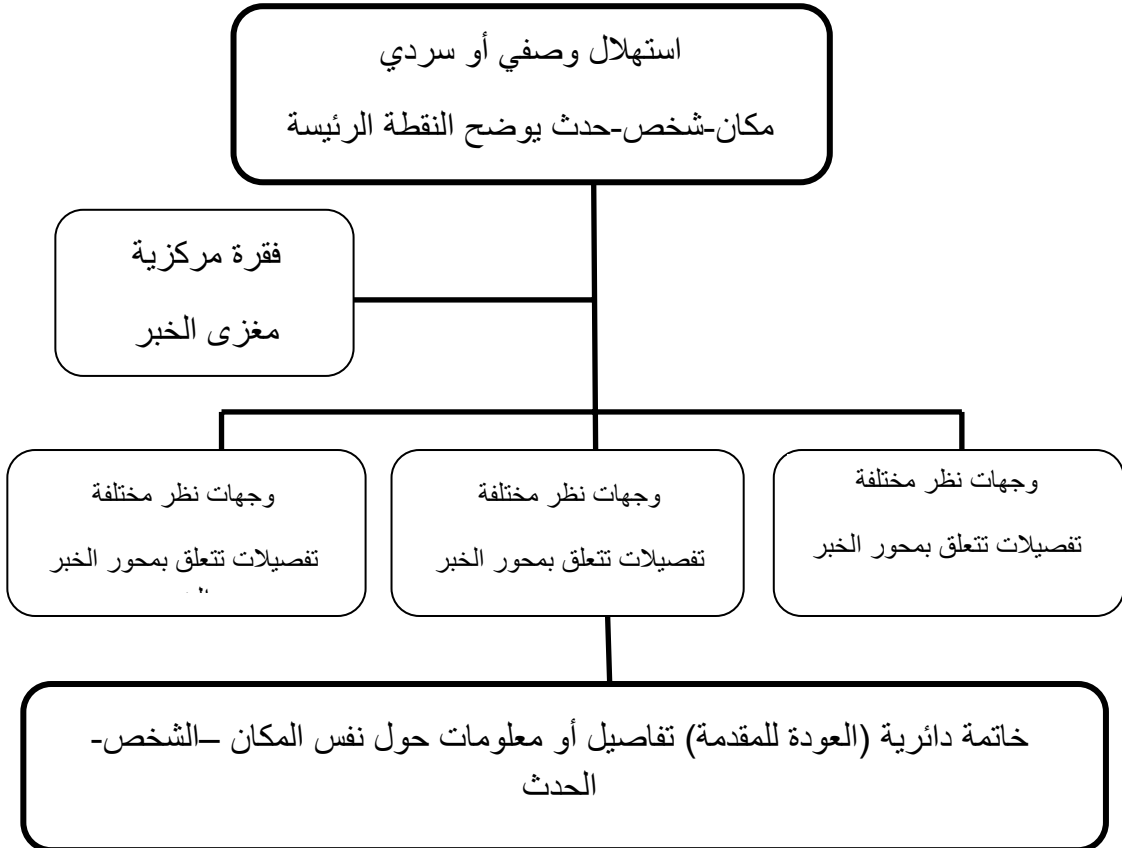 استهلال وصفي أو سردي
مكان-شخص-حدث يوضح النقطة الرئيسة
فقرة مركزية
مغزى الخبر
وجهات نظر مختلفة
تفصيلات تتعلق بمحور الخبر
وجهات نظر مختلفة
تفصيلات تتعلق بمحور الخبر
وجهات نظر مختلفة
تفصيلات تتعلق بمحور الخبر
خاتمة دائرية (العودة للمقدمة) تفاصيل أو معلومات حول نفس المكان –الشخص-
الحدث